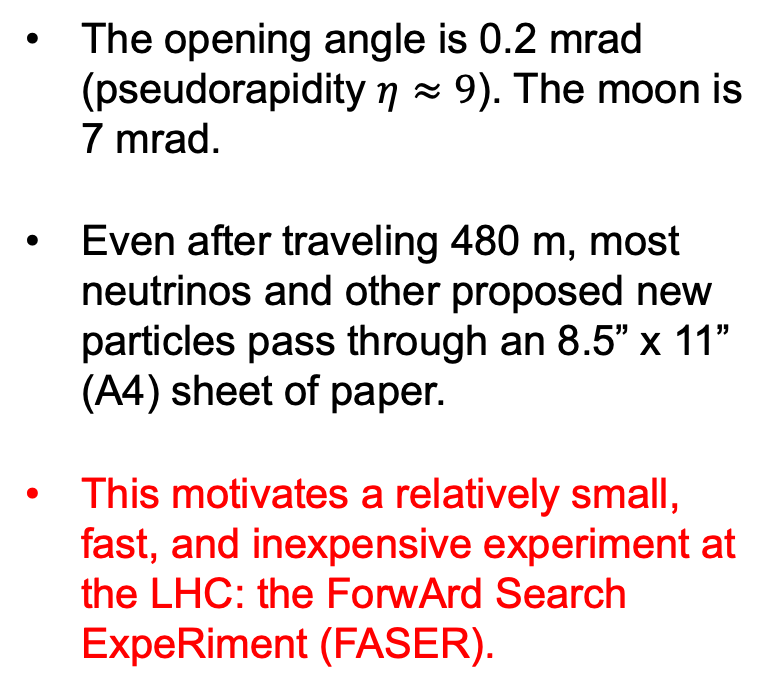 • The opening angle is 0.2 mrad
(pseudorapidity η ≈ 9). The moon is
7 mrad.
• Even after traveling 480 m, most
neutrinos and other proposed new
particles pass through an 8.5” x 11”
(A4) sheet of paper.
• This motivates a relatively small,
fast, and inexpensive experiment at
the LHC: the ForwArd Search
ExpeRiment (FASER).